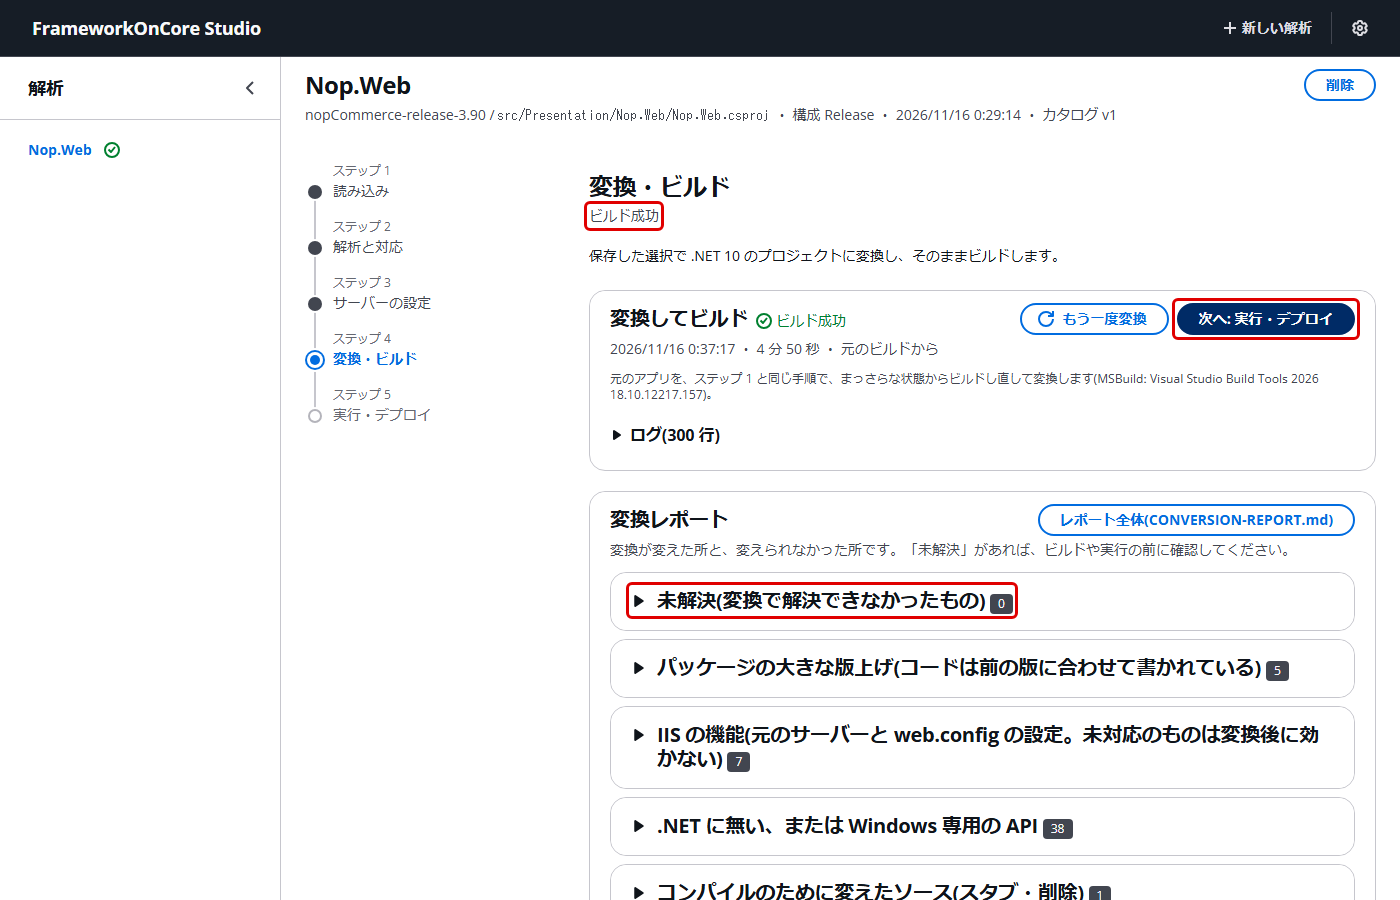 FrameworkOnCore Studio
新しい解析
解析
Nop.Web
Nop.Web
削除
nopCommerce-release-3.90 / src/Presentation/Nop.Web/Nop.Web.csproj ・ 構成 Release ・ 2026/11/16 0:29:14 ・ カタログ v1
ステップ 1
読み込み
ステップ 2
解析と対応
ステップ 3
サーバーの設定
ステップ 4
変換・ビルド
ステップ 5
実行・デプロイ
変換・ビルド
ビルド成功
保存した選択で .NET 10 のプロジェクトに変換し、そのままビルドします。
変換してビルド ビルド成功
もう一度変換
次へ: 実行・デプロイ
2026/11/16 0:37:17 ・ 4 分 50 秒 ・ 元のビルドから
元のアプリを、ステップ 1 と同じ手順で、まっさらな状態からビルドし直して変換します(MSBuild: Visual Studio Build Tools 2026
18.10.12217.157)。
ログ(300 行)
変換レポート
レポート全体(CONVERSION-REPORT.md)
変換が変えた所と、変えられなかった所です。「未解決」があれば、ビルドや実行の前に確認してください。
未解決(変換で解決できなかったもの) 0
パッケージの大きな版上げ(コードは前の版に合わせて書かれている) 5
IIS の機能(元のサーバーと web.config の設定。未対応のものは変換後に効
かない) 7
.NET に無い、または Windows 専用の API 38
コンパイルのために変えたソース(スタブ・削除) 1